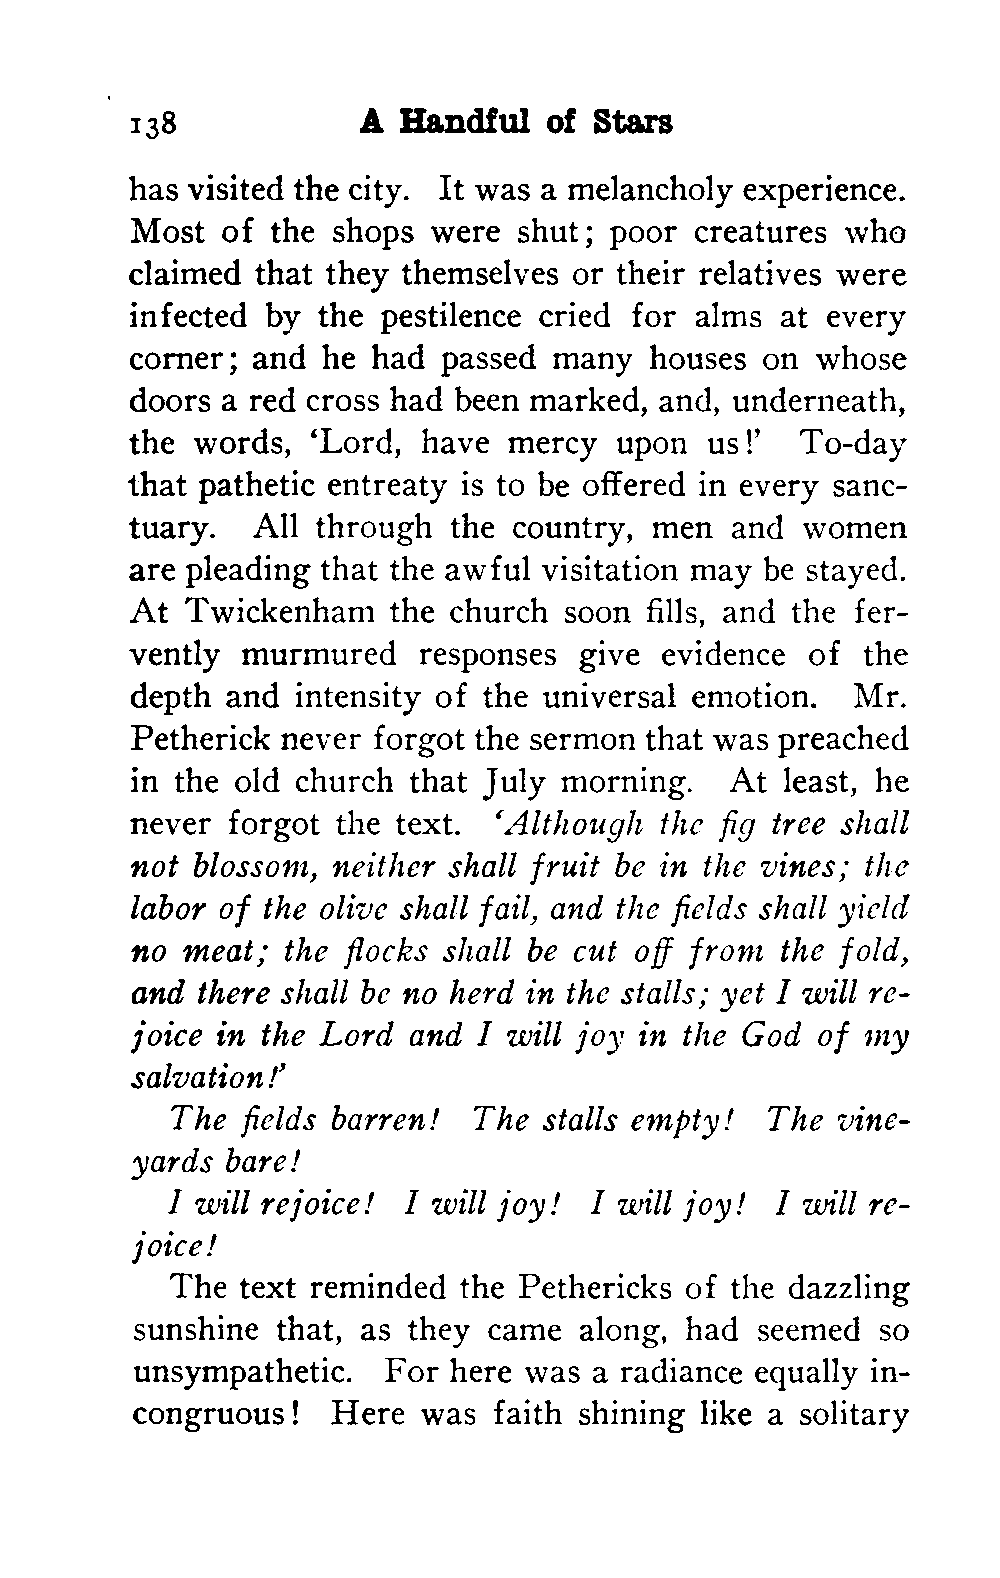 138 A Handful of Stars
has visited the city. It was a melancholy experience.
Most of the shops were shut; poor creatures who
claimed that they themselves or their relatives were
infected by the pestilence cried for alms at every
corner; and he had passed many houses on whose
doors a red cross had been marked, and, underneath,
the words, ‘Lord, have mercy upon us!’ To-day
that pathetic entreaty is to be offered in every sanc-
tuary. All through the country, men and women
are pleading that the awful visitation may be stayed.
At Twickenham the church soon fills, and the fer-
vently murmured responses give evidence of the
depth and intensity of the universal emotion. Mr.
Petherick never forgot the sermon that was preached
in the old church that July morning. At least, he
never forgot the text. ‘Although the fig tree shall
not blossom, neither shall fruit be in the vines; the
labor of the olive shall fail, and the fields shall yield
no meat; the flocks shall be cut off from the fold,
and there shall be no herd in the stalls; yet I will re-
joice in the Lord and I will joy in the God of my
salvation!’
The fields barren! The stalls empty! The vine-
yards bare!
I will rejoice! I will joy! I will joy! I will re-
joice!
The text reminded the Pethericks of the dazzling
sunshine that, as they came along, had seemed so
unsympathetic. For here was a radiance equally in-
congruous! Here was faith shining like a solitary